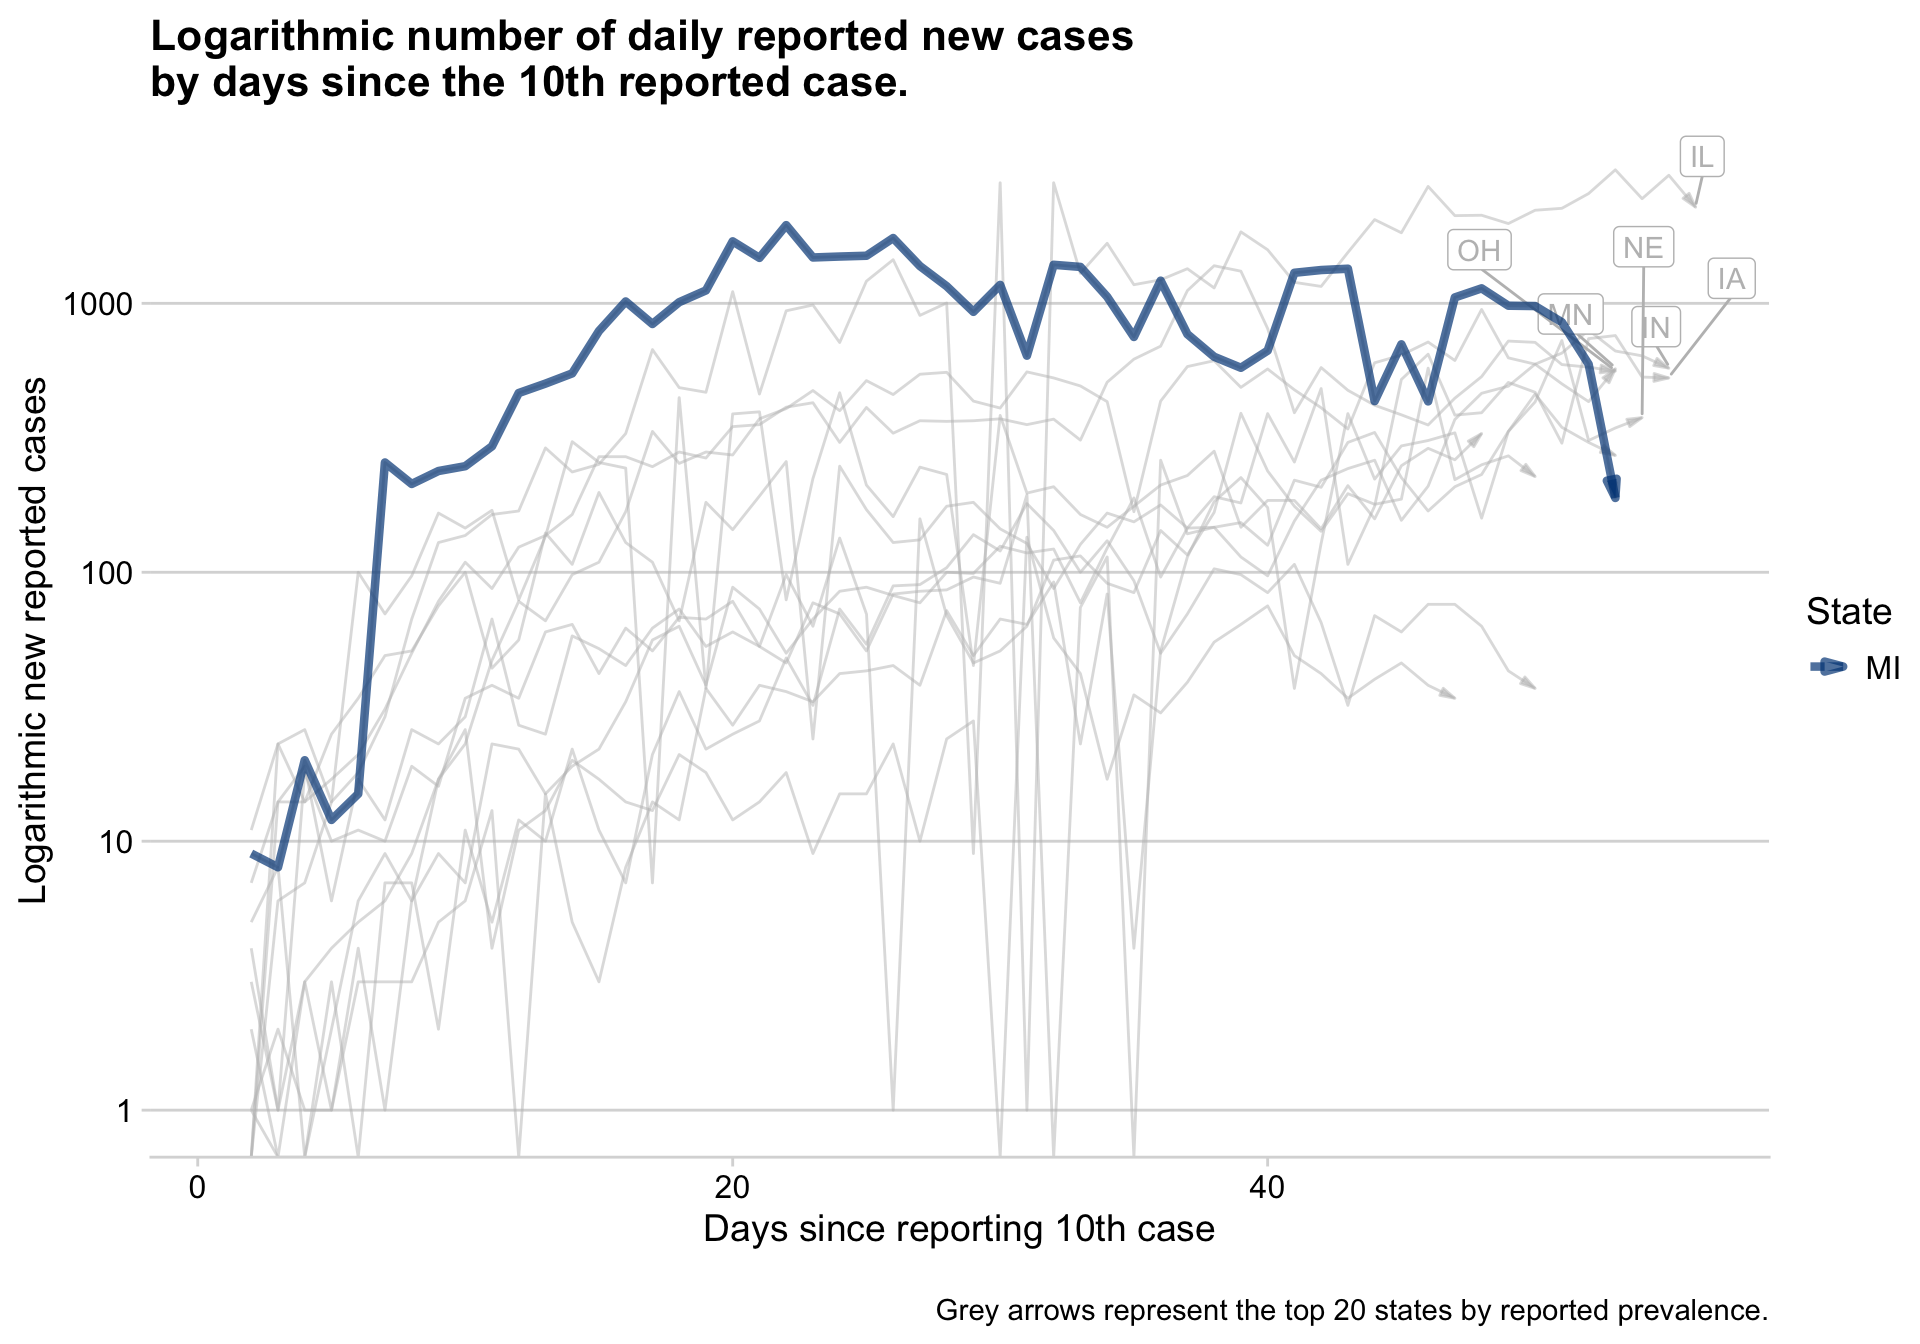 Logarithmic number of daily reported new cases
by days since the 10th reported case.
IL
OH
NE
IA
MN
IN
1000
100
10
1
Logarithmic new reported cases
State
MI
0
20
40
Days since reporting 10th case
Grey arrows represent the top 20 states by reported prevalence.